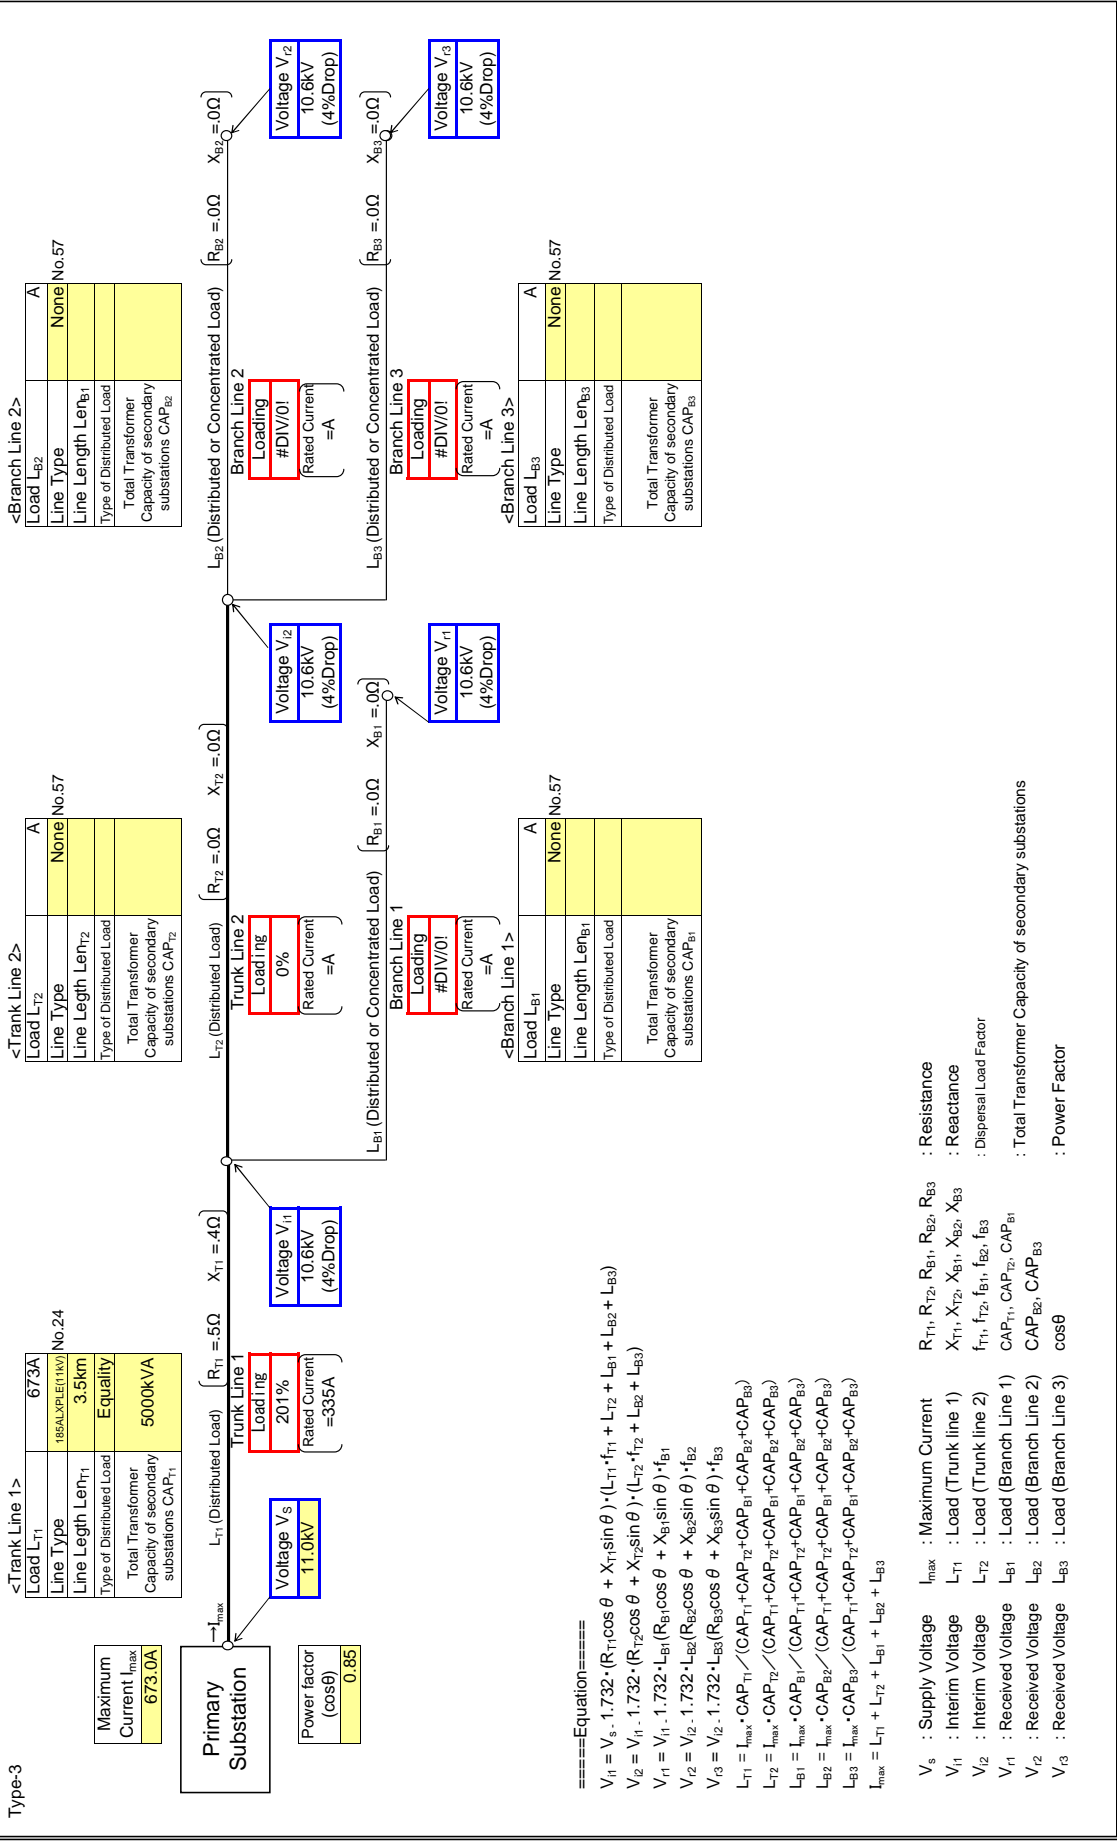 Type-3
Maximum
Current Imax
673.0A
Primary
Substation
Power factor
(cosθ)
0.85
→Imax
Voltage VS
11.0kV
<Trank Line 1>
Load LT1 673A
Line Type 185ALXPLE(11kV) No.24
Line Length LenT1 3.5km
Type of Distributed Load Equality
Total Transformer
Capacity of secondary
substations CAPT1
5000kVA
LT1 (Distributed Load) RT1 =.5Ω XT1 =.4Ω
Trunk Line 1
Loading
201%
Rated Current
=335A
Voltage Vi1
10.6kV
(4%Drop)
<Trank Line 2>
Load LT2 A
Line Type None No.57
Line Legth LenT2
Type of Distributed Load
Total Transformer
Capacity of secondary
substations CAPT2
LT2 (Distributed Load) RT2 =.0Ω XT2 =.0Ω
Trunk Line 2
Loading
0%
Rated Current
=A
Voltage Vi2
10.6kV
(4%Drop)
LB1 (Distributed or Concentrated Load) RB1 =.0Ω XB1 =.0Ω
Branch Line 1
Loading
#DIV/0!
Rated Current
=A
Voltage Vr1
10.6kV
(4%Drop)
<Branch Line 1>
Load LB1 A
Line Type None No.57
Line Length LenB1
Type of Distributed Load
Total Transformer
Capacity of secondary
substations CAPB1
<Branch Line 2>
Load LB2 A
Line Type None No.57
Line Length LenB1
Type of Distributed Load
Total Transformer
Capacity of secondary
substations CAPB2
LB2 (Distributed or Concentrated Load) RB2 =.0Ω XB2 =.0Ω
Branch Line 2
Loading
#DIV/0!
Rated Current
=A
Voltage Vr2
10.6kV
(4%Drop)
LB3 (Distributed or Concentrated Load) RB3 =.0Ω XB3 =.0Ω
Branch Line 3
Loading
#DIV/0!
Rated Current
=A
Voltage Vr3
10.6kV
(4%Drop)
<Branch Line 3>
Load LB3 A
Line Type None No.57
Line Length LenB3
Type of Distributed Load
Total Transformer
Capacity of secondary
substations CAPB3
=====Equation=====
Vi1 = VS - 1.732・(RT1cosθ + XT1sinθ)・(LT1・fT1 + LT2 + LB1 + LB2 + LB3)
Vi2 = Vi1 - 1.732・(RT2cosθ + XT2sinθ)・(LT2・fT2 + LB2 + LB3)
Vr1 = Vi1 - 1.732・LB1(RB1cosθ + XB1sinθ)・fB1
Vr2 = Vi2 - 1.732・LB2(RB2cosθ + XB2sinθ)・fB2
Vr3 = Vi2 - 1.732・LB3(RB3cosθ + XB3sinθ)・fB3
LT1 = Imax・CAPT1／(CAPT1+CAPT2+CAPB1+CAPB2+CAPB3)
LT2 = Imax・CAPT2／(CAPT1+CAPT2+CAPB1+CAPB2+CAPB3)
LB1 = Imax・CAPB1／(CAPT1+CAPT2+CAPB1+CAPB2+CAPB3)
LB2 = Imax・CAPB2／(CAPT1+CAPT2+CAPB1+CAPB2+CAPB3)
LB3 = Imax・CAPB3／(CAPT1+CAPT2+CAPB1+CAPB2+CAPB3)
Imax = LT1 + LT2 + LB1 + LB2 + LB3
Vs : Supply Voltage Imax : Maximum Current RT1, RT2, RB1, RB2, RB3 : Resistance
Vi1 : Interim Voltage LT1 : Load (Trunk line 1) XT1, XT2, XB1, XB2, XB3 : Reactance
Vi2 : Interim Voltage LT2 : Load (Trunk line 2) fT1, fT2, fB1, fB2, fB3 : Dispersal Load Factor
Vr1 : Received Voltage LB1 : Load (Branch Line 1) CAPT1, CAPT2, CAPB1 : Total Transformer Capacity of secondary substations
Vr2 : Received Voltage LB2 : Load (Branch Line 2) CAPB2, CAPB3
Vr3 : Received Voltage LB3 : Load (Branch Line 3) cosθ : Power Factor